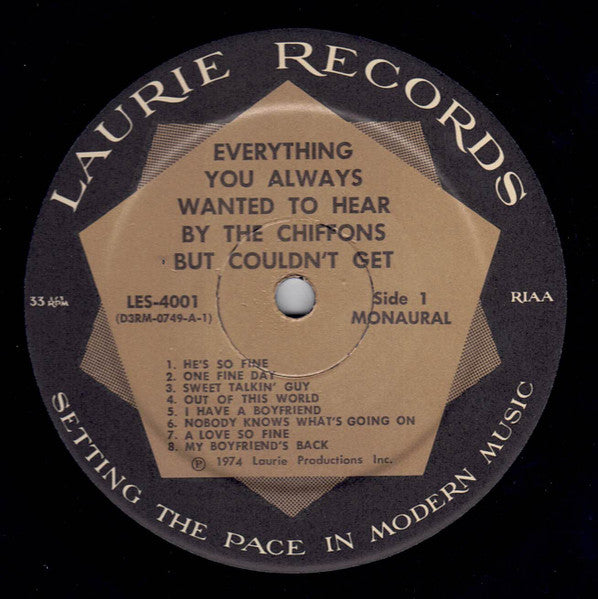 LAURIE RECORDS
EVERYTHING
YOU ALWAYS
WANTED TO HEAR
BY THE CHIFFONS
BUT COULDN'T GET
33 1/3 RPM
LES-4001
(D3RM-0749-A-1)
Side 1
MONAURAL
RIAA
1. HE'S SO FINE
2. ONE FINE DAY
3. SWEET TALKIN' GUY
4. OUT OF THIS WORLD
5. I HAVE A BOYFRIEND
6. NOBODY KNOWS WHAT'S GOING ON
7. A LOVE SO FINE
8. MY BOYFRIEND'S BACK
℗ 1974 Laurie Productions Inc.
SETTING THE PACE IN MODERN MUSIC